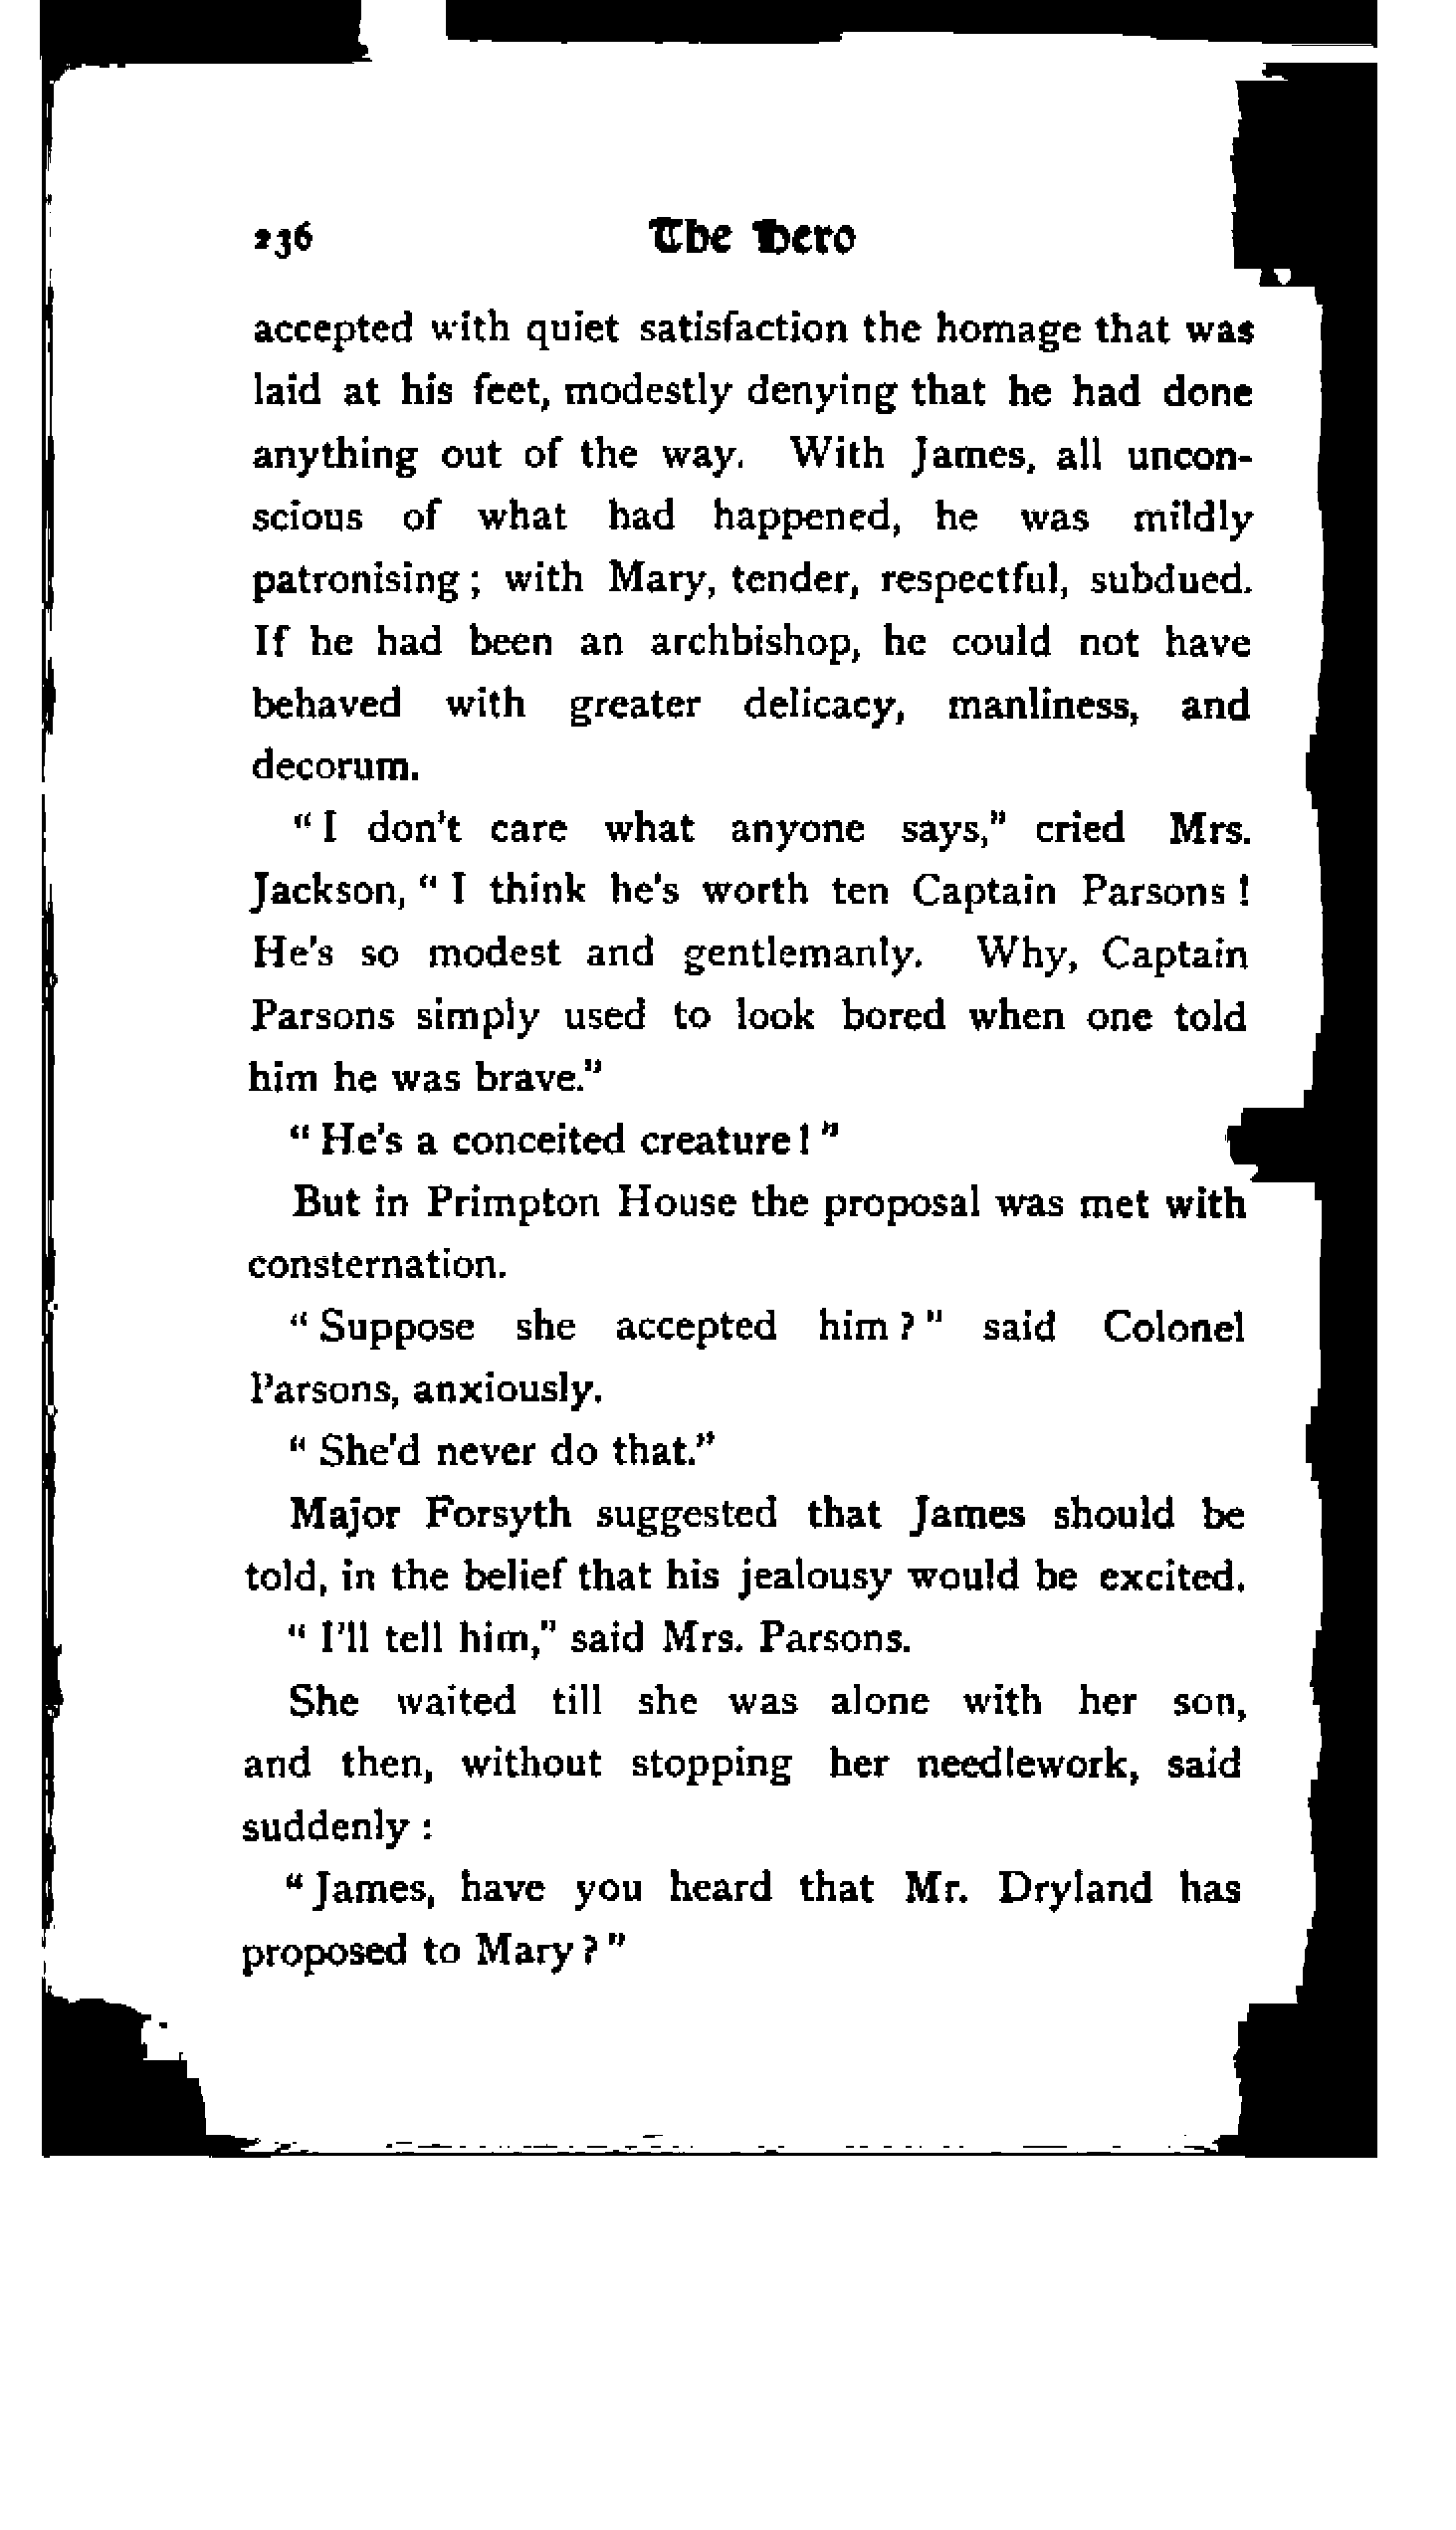 236 The Hero
accepted with quiet satisfaction the homage that was
laid at his feet, modestly denying that he had done
anything out of the way. With James, all uncon-
scious of what had happened, he was mildly
patronising; with Mary, tender, respectful, subdued.
If he had been an archbishop, he could not have
behaved with greater delicacy, manliness, and
decorum.
"I don't care what anyone says," cried Mrs.
Jackson, "I think he's worth ten Captain Parsons!
He's so modest and gentlemanly. Why, Captain
Parsons simply used to look bored when one told
him he was brave."
"He's a conceited creature!"
But in Primpton House the proposal was met with
consternation.
"Suppose she accepted him?" said Colonel
Parsons, anxiously.
"She'd never do that."
Major Forsyth suggested that James should be
told, in the belief that his jealousy would be excited.
"I'll tell him," said Mrs. Parsons.
She waited till she was alone with her son,
and then, without stopping her needlework, said
suddenly:
"James, have you heard that Mr. Dryland has
proposed to Mary?"